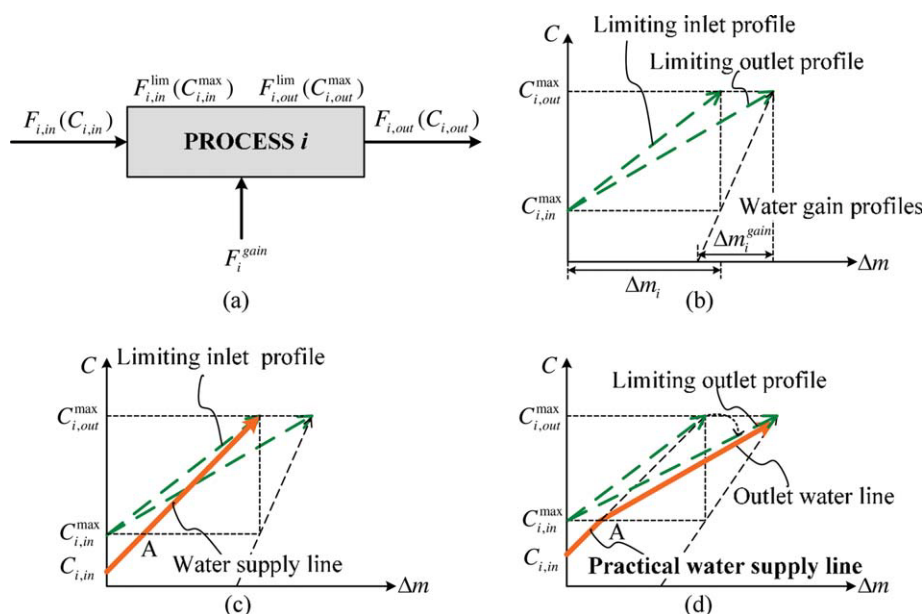 F_{i,in}^{lim}(C_{i,in}^{max}) F_{i,out}^{lim}(C_{i,out}^{max})
F_{i,in}(C_{i,in})
PROCESS i
F_{i,out}(C_{i,out})
F_i^{gain}
(a)
C
Limiting inlet profile
Limiting outlet profile
C_{i,out}^{max}
C_{i,in}^{max}
Water gain profiles
Δm_i^{gain}
Δm
Δm_i
(b)
C
Limiting inlet profile
C_{i,out}^{max}
C_{i,in}^{max}
A
C_{i,in}
Water supply line
Δm
(c)
C
Limiting outlet profile
C_{i,out}^{max}
Outlet water line
C_{i,in}^{max}
A
C_{i,in}
Practical water supply line
Δm
(d)